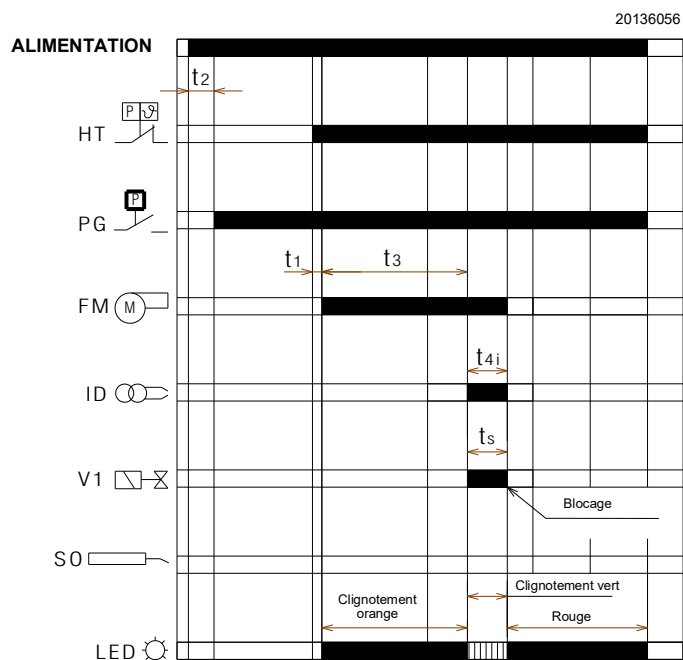 20136056
ALIMENTATION
t2
P ϑ
HT
P
PG
t1 t3
FM M
t4i
ID
ts
V1
Blocage
SO
Clignotement vert
Clignotement
orange
Rouge
LED